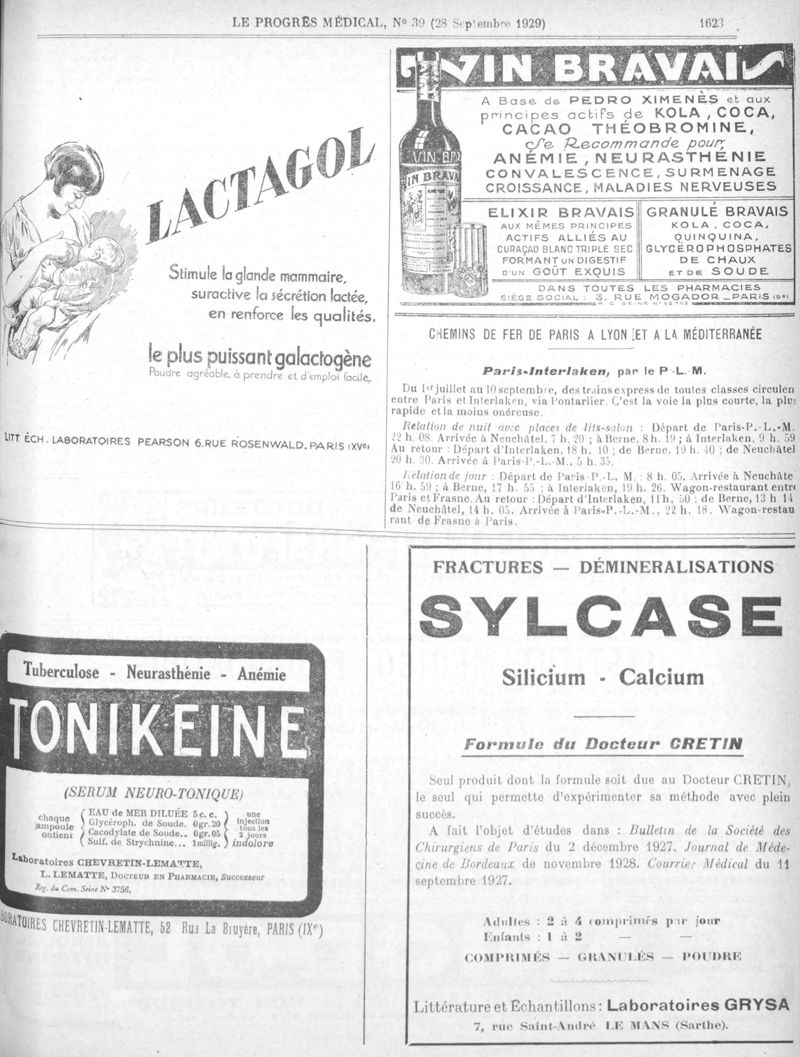 LE PROGRÈS MÉDICAL, No 39 (28 Septembre 1929) 1623
LACTAGOL
Stimule la glande mammaire,
suractive la sécrétion lactée,
en renforce les qualités.
le plus puissant galactogène
Poudre agréable à prendre et d'emploi facile,
LITT ÉCH. LABORATOIRES PEARSON 6. RUE ROSENWALD. PARIS (XVe)
VIN BRAVAIS
A Base de PEDRO XIMENÈS et aux
principes actifs de KOLA, COCA,
CACAO THÉOBROMINE,
Se Recommande pour
ANÉMIE, NEURASTHÉNIE
CONVALESCENCE, SURMENAGE
CROISSANCE, MALADIES NERVEUSES
VIN BRAVA
ELIXIR BRAVAIS
AUX MÊMES PRINCIPES
ACTIFS ALLIÉS AU
CURAÇAO BLANC TRIPLE SEC
FORMANT UN DIGESTIF
D'UN GOÛT EXQUIS
GRANULÉ BRAVAIS
KOLA, COCA,
QUINQUINA,
GLYCEROPHOSPHATES
DE CHAUX
ET DE SOUDE
DANS TOUTES LES PHARMACIES
SIÈGE SOCIAL : 3, RUE MOGADOR _ PARIS (9e)
CHEMINS DE FER DE PARIS A LYON ET A LA MÉDITERRANÉE
Paris-Interlaken, par le P-L.M.
Du 1er juillet au 10 septembre, des trains express de toutes classes circulen
entre Paris et Interlaken, via Pontarlier. C'est la voie la plus courte, la plus
rapide et la moins onéreuse.
Relation de nuit avec places de lits-salon : Départ de Paris-P.-L.-M.
22 h. 08. Arrivée à Neuchâtel, 7 h. 20 ; à Berne, 8 h. 19 ; à Interlaken, 9 h. 59
Au retour : Départ d'Interlaken, 18 h. 10 ; de Berne, 19 h. 40 ; de Neuchâtel
20 h. 30. Arrivée à Paris-P.-L.-M., 5 h. 35.
Relation de jour : Départ de Paris-P.-L. M. : 8 h. 05. Arrivée à Neuchâte
16 h. 59 ; à Berne, 17 h. 55 ; à Interlaken, 19 h. 26. Wagon-restaurant entre
Paris et Frasne. Au retour : Départ d'Interlaken, 11 h. 50 ; de Berne, 13 h 14
de Neuchâtel, 14 h. 05. Arrivée à Paris-P.-L.-M., 22 h. 18. Wagon-restau
rant de Frasne à Paris.
Tuberculose - Neurasthénie - Anémie
TONIKEINE
(SERUM NEURO-TONIQUE)
chaque
ampoule
contient
EAU de MER DILUÉE 5 c. c.
Glycéroph. de Soude. 0gr.20
Cacodylate de Soude.. 0gr.05
Sulf. de Strychnine... 1 millig.
une
injection
tous les
2 jours
indolore
Laboratoires CHEVRETIN-LEMATTE,
L. LEMATTE, DOCTEUR EN PHARMACIE, Successeur
Reg. du Com. Seine No 3756.
ORATOIRES CHEVRETIN-LEMATTE, 52 Rue La Bruyère, PARIS (IXe)
FRACTURES — DÉMINERALISATIONS
SYLCASE
Silicium - Calcium
Formule du Docteur CRETIN
Seul produit dont la formule soit due au Docteur CRETIN,
le seul qui permette d'expérimenter sa méthode avec plein
succès.
A fait l'objet d'études dans : Bulletin de la Société des
Chirurgiens de Paris du 2 décembre 1927. Journal de Méde-
çine de Bordeaux de novembre 1928. Courrier Médical du 11
septembre 1927.
Adultes : 2 à 4 comprimés par jour
Enfants : 1 à 2 — —
COMPRIMÉS — GRANULÉS — POUDRE
Littérature et Échantillons : Laboratoires GRYSA
7, rue Saint-André LE MANS (Sarthe).